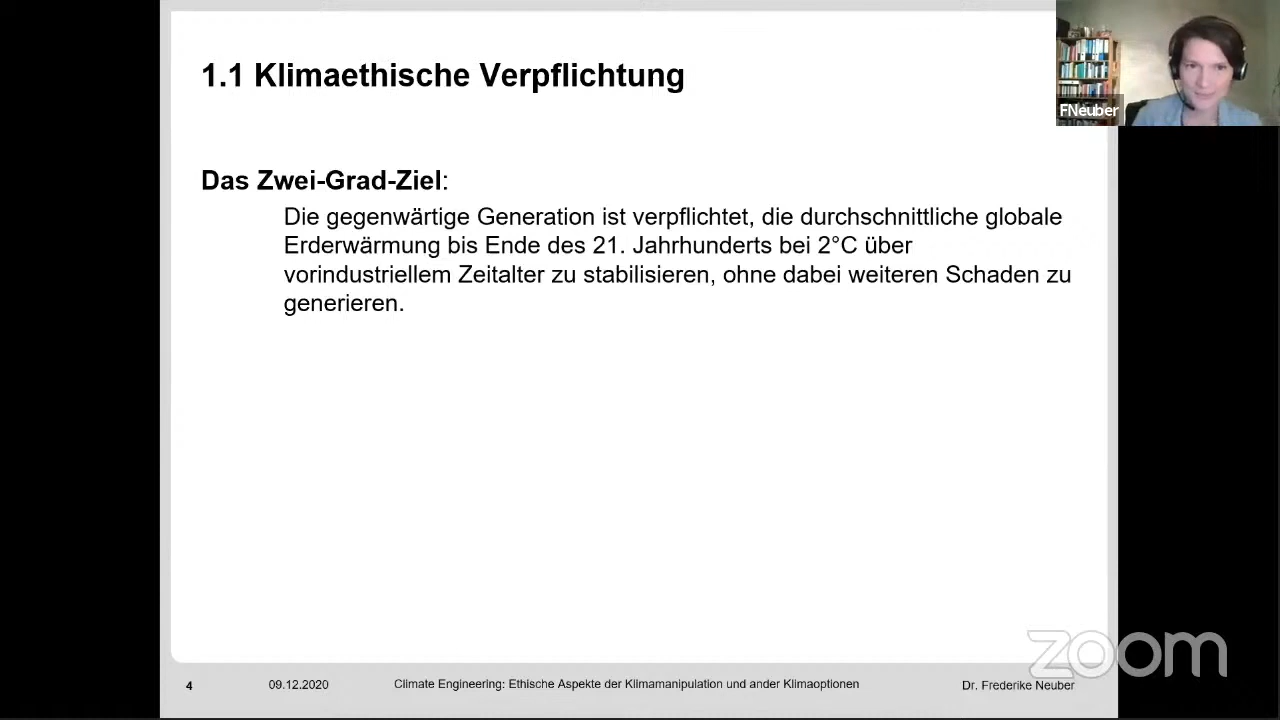 1.1 Klimaethische Verpflichtung
FNeuber
Das Zwei-Grad-Ziel:
Die gegenwärtige Generation ist verpflichtet, die durchschnittliche globale
Erderwärmung bis Ende des 21. Jahrhunderts bei 2°C über
vorindustriellem Zeitalter zu stabilisieren, ohne dabei weiteren Schaden zu
generieren.
zoom
4
09.12.2020
Climate Engineering: Ethische Aspekte der Klimamanipulation und ander Klimaoptionen
Dr. Frederike Neuber